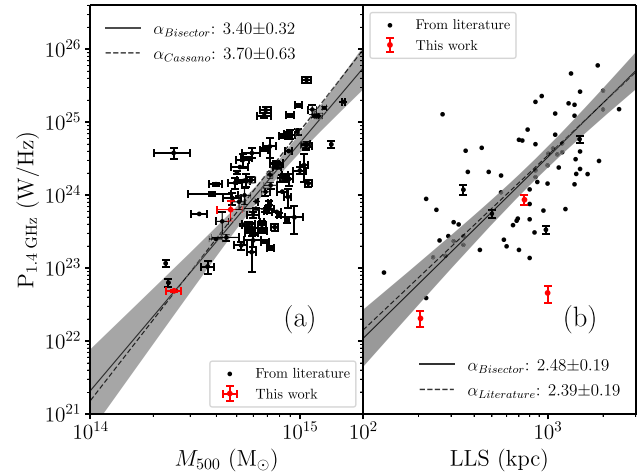 α_Bisector: 3.40±0.32
α_Cassano: 3.70±0.63
From literature
This work
P_1.4 GHz (W/Hz)
10^26
10^25
10^24
10^23
10^22
10^21
(a)
(b)
From literature
This work
α_Bisector: 2.48±0.19
α_Literature: 2.39±0.19
10^14
10^15
10^2
10^3
M_500 (M_⊙)
LLS (kpc)